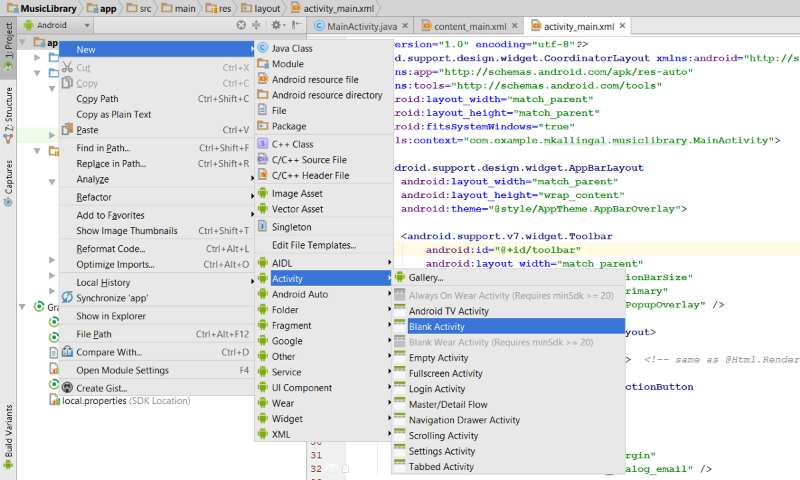 MusicLibrary app src main res layout activity_main.xml
Android
MainActivity.java content_main.xml activity_main.xml
1: Project
Z: Structure
Captures
Build Variants
ap
Gra
local.properties (SDK Location)
New
Cut Ctrl+X
Copy Ctrl+C
Copy Path Ctrl+Shift+C
Copy as Plain Text
Paste Ctrl+V
Find in Path... Ctrl+Shift+F
Replace in Path... Ctrl+Shift+R
Analyze
Refactor
Add to Favorites
Show Image Thumbnails Ctrl+Shift+T
Reformat Code... Ctrl+Alt+L
Optimize Imports... Ctrl+Alt+O
Local History
Synchronize 'app'
Show in Explorer
File Path Ctrl+Alt+F12
Compare With... Ctrl+D
Open Module Settings F4
Create Gist...
Java Class
Module
Android resource file
Android resource directory
File
Package
C++ Class
C/C++ Source File
C/C++ Header File
Image Asset
Vector Asset
Singleton
Edit File Templates...
AIDL
Activity
Android Auto
Folder
Fragment
Google
Other
Service
UI Component
Wear
Widget
XML
Gallery...
Always On Wear Activity (Requires minSdk >= 20)
Android TV Activity
Blank Activity
Blank Wear Activity (Requires minSdk >= 20)
Empty Activity
Fullscreen Activity
Login Activity
Master/Detail Flow
Navigation Drawer Activity
Scrolling Activity
Settings Activity
Tabbed Activity
version="1.0" encoding="utf-8"?>
d.support.design.widget.CoordinatorLayout xmlns:android="http://s
ns:app="http://schemas.android.com/apk/res-auto"
ns:tools="http://schemas.android.com/tools"
droid:layout_width="match_parent"
droid:layout_height="match_parent"
droid:fitsSystemWindows="true"
ls:context="com.example.mkallingal.musiclibrary.MainActivity">
ndroid.support.design.widget.AppBarLayout
android:layout_width="match_parent"
android:layout_height="wrap_content"
android:theme="@style/AppTheme.AppBarOverlay">
<android.support.v7.widget.Toolbar
android:id="@+id/toolbar"
android:layout_width="match_parent"
ionBarSize"
rimary"
PopupOverlay" />
yout>
> <!-- same as @Html.Render
ctionButton
31 rgin"
32 alog_email" />